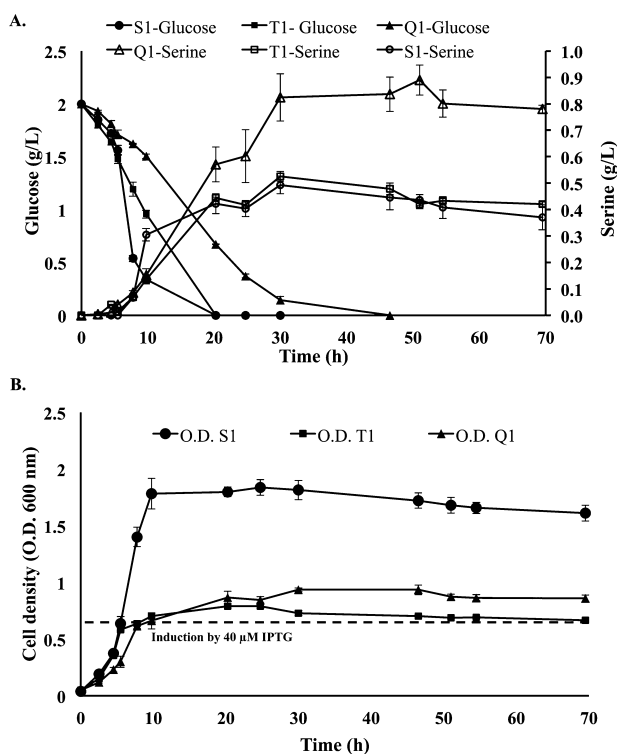 A.
S1-Glucose T1- Glucose Q1-Glucose
Q1-Serine T1-Serine S1-Serine
2.5 1.0
0.9
2 0.8
0.7
1.5 0.6
0.5
1 0.4
0.3
0.5 0.2
0.1
0 0.0
Glucose (g/L)
Serine (g/L)
0 10 20 30 40 50 60 70
Time (h)
B.
2.5
O.D. S1 O.D. T1 O.D. Q1
2
1.5
1
0.5
0
Cell density (O.D. 600 nm)
Induction by 40 µM IPTG
0 10 20 30 40 50 60 70
Time (h)